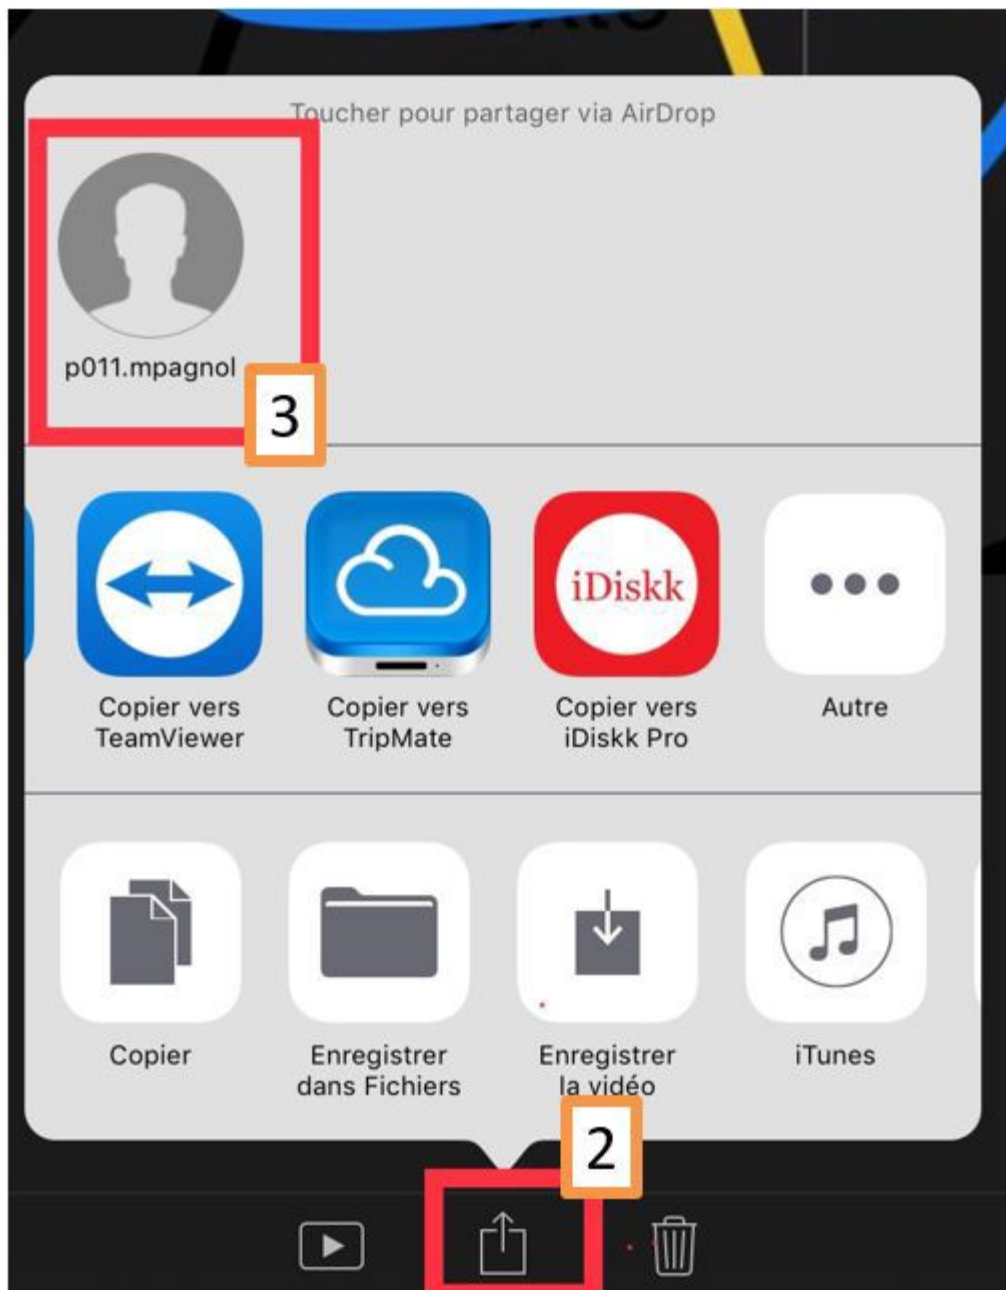 Toucher pour partager via AirDrop
p011.mpagnol
3
iDiskk
Copier vers
TeamViewer
Copier vers
TripMate
Copier vers
iDiskk Pro
Autre
Copier
Enregistrer
dans Fichiers
Enregistrer
la vidéo
iTunes
2